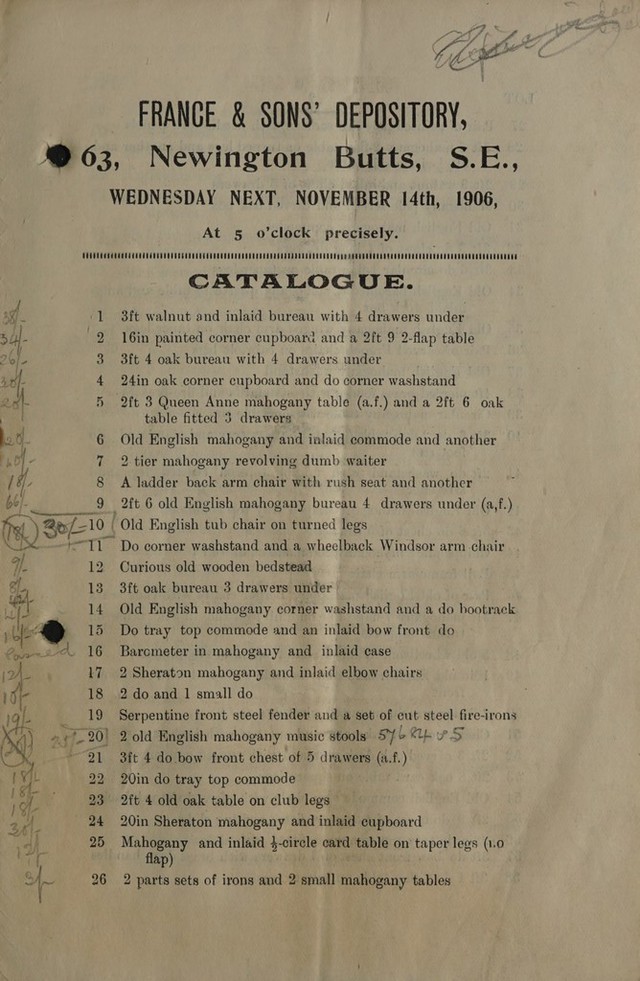 FRANCE & SONS' DEPOSITORY,
63, Newington Butts, S.E.,
WEDNESDAY NEXT, NOVEMBER 14th, 1906,
At 5 o'clock precisely.
CATALOGUE.
1 3ft walnut and inlaid bureau with 4 drawers under
2 16in painted corner cupboard and a 2ft 9 2-flap table
3 3ft 4 oak bureau with 4 drawers under
4 24in oak corner cupboard and do corner washstand
5 2ft 3 Queen Anne mahogany table (a.f.) and a 2ft 6 oak
table fitted 3 drawers
6 Old English mahogany and inlaid commode and another
7 2 tier mahogany revolving dumb waiter
18/- 8 A ladder back arm chair with rush seat and another
9 2ft 6 old English mahogany bureau 4 drawers under (a,f.)
30/- 10 Old English tub chair on turned legs
11 Do corner washstand and a wheelback Windsor arm chair
12 Curious old wooden bedstead
13 3ft oak bureau 3 drawers under
14 Old English mahogany corner washstand and a do bootrack
15 Do tray top commode and an inlaid bow front do
16 Barometer in mahogany and inlaid case
17 2 Sheraton mahogany and inlaid elbow chairs
18 2 do and 1 small do
19 Serpentine front steel fender and a set of cut steel fire-irons
20 2 old English mahogany music stools
21 3ft 4 do bow front chest of 5 drawers (a.f.)
22 20in do tray top commode
23 2ft 4 old oak table on club legs
24 20in Sheraton mahogany and inlaid cupboard
25 Mahogany and inlaid ½-circle card table on taper legs (no
flap)
26 2 parts sets of irons and 2 small mahogany tables